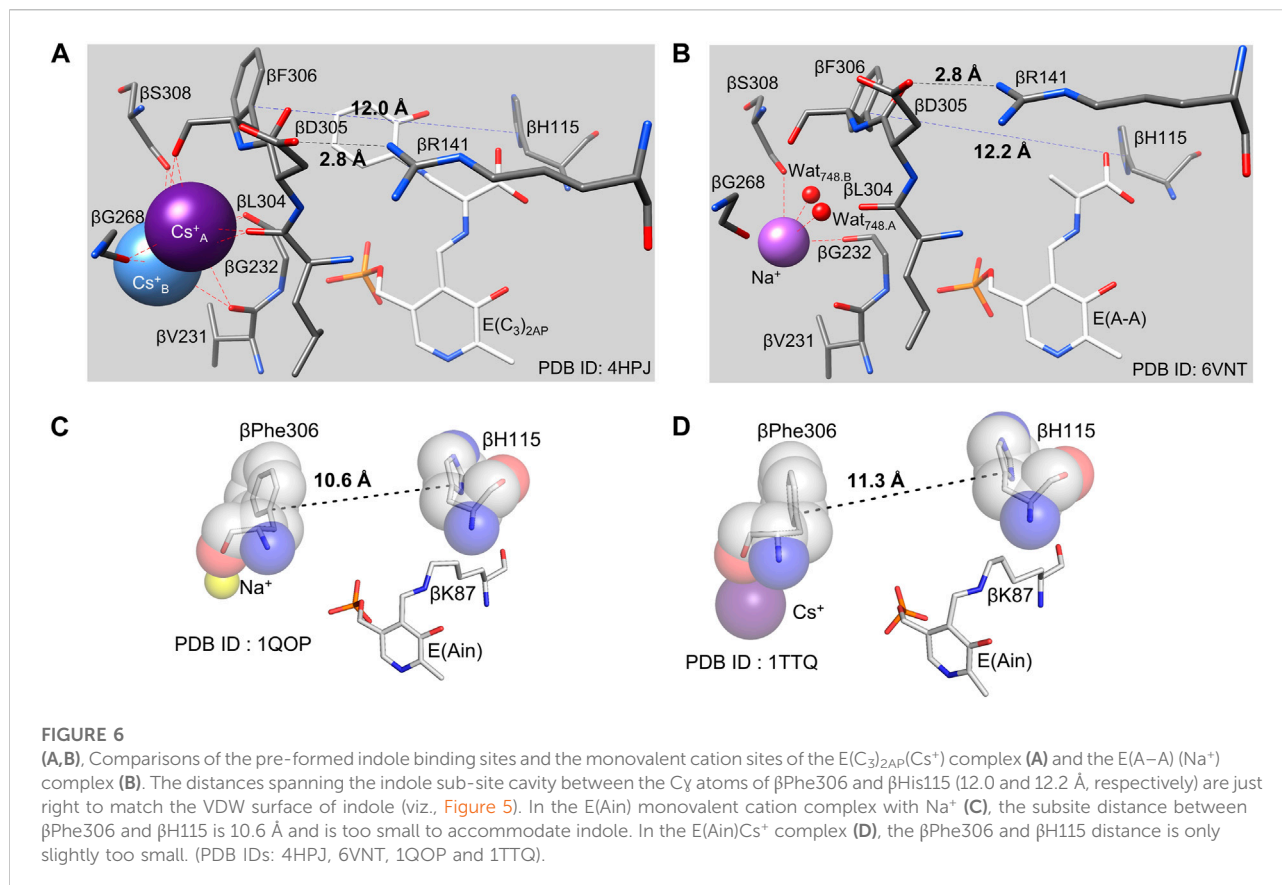 A
βF306
βS308
12.0 Å
βD305
βH115
2.8 Å
βR141
βG268
βL304
Cs⁺A
βG232
Cs⁺B
E(C₃)₂AP
βV231
PDB ID: 4HPJ
B
βF306
2.8 Å
βR141
βS308
βD305
βH115
12.2 Å
Wat748.B
βG268
βL304
Wat748.A
βG232
Na⁺
E(A-A)
βV231
PDB ID: 6VNT
C
βPhe306
βH115
10.6 Å
Na⁺
βK87
PDB ID : 1QOP
E(Ain)
D
βPhe306
βH115
11.3 Å
Cs⁺
βK87
PDB ID : 1TTQ
E(Ain)
FIGURE 6
(A,B), Comparisons of the pre-formed indole binding sites and the monovalent cation sites of the E(C₃)₂AP(Cs⁺) complex (A) and the E(A–A) (Na⁺)
complex (B). The distances spanning the indole sub-site cavity between the Cɣ atoms of βPhe306 and βHis115 (12.0 and 12.2 Å, respectively) are just
right to match the VDW surface of indole (viz., Figure 5). In the E(Ain) monovalent cation complex with Na⁺ (C), the subsite distance between
βPhe306 and βH115 is 10.6 Å and is too small to accommodate indole. In the E(Ain)Cs⁺ complex (D), the βPhe306 and βH115 distance is only
slightly too small. (PDB IDs: 4HPJ, 6VNT, 1QOP and 1TTQ).